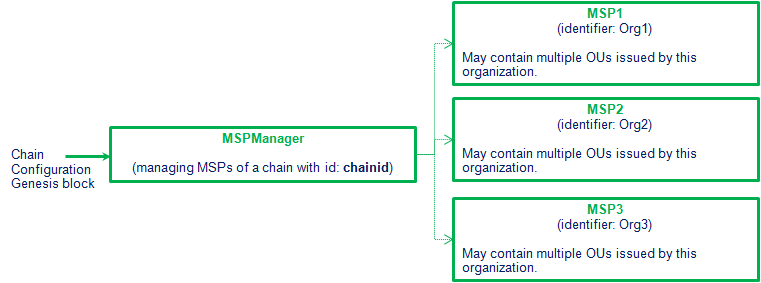 Chain
Configuration
Genesis block
MSPManager
(managing MSPs of a chain with id: chainid)
MSP1
(identifier: Org1)
May contain multiple OUs issued by this
organization.
MSP2
(identifier: Org2)
May contain multiple OUs issued by this
organization.
MSP3
(identifier: Org3)
May contain multiple OUs issued by this
organization.